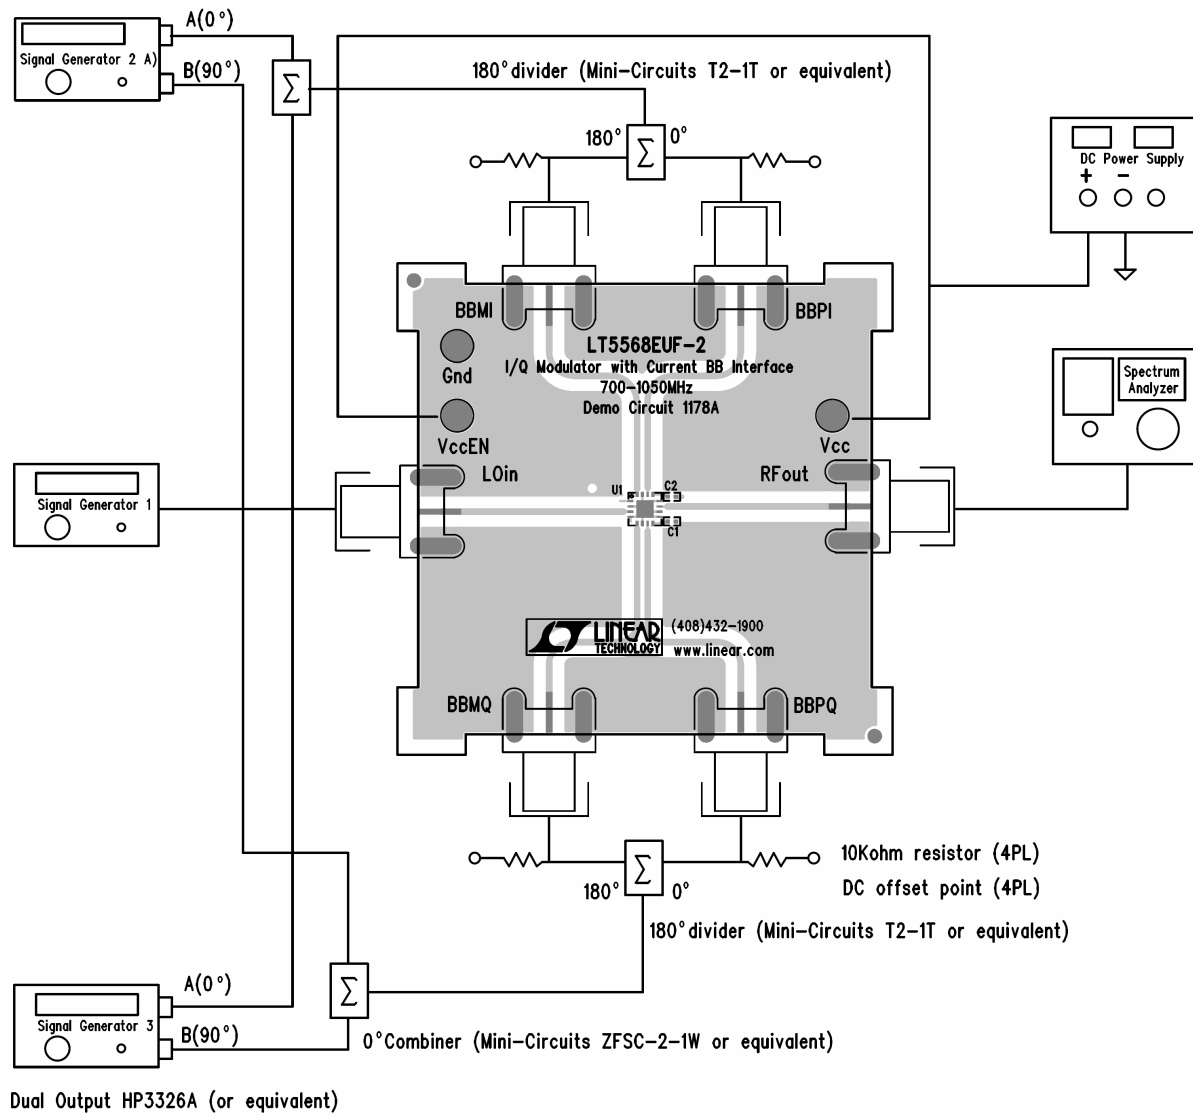 A(0°)
Signal Generator 2 A)
B(90°)
Σ
180°divider (Mini-Circuits T2-1T or equivalent)
180°
Σ
0°
DC Power Supply
+ −
BBMI
BBPI
LT5568EUF-2
I/Q Modulator with Current BB Interface
700-1050MHz
Demo Circuit 1178A
Gnd
VccEN
Vcc
Spectrum
Analyzer
LOin
RFout
Signal Generator 1
U1
C2
C1
LINEAR
TECHNOLOGY
(408)432-1900
www.linear.com
BBMQ
BBPQ
180°
Σ
0°
10Kohm resistor (4PL)
DC offset point (4PL)
180°divider (Mini-Circuits T2-1T or equivalent)
A(0°)
Signal Generator 3
B(90°)
Σ
0°Combiner (Mini-Circuits ZFSC-2-1W or equivalent)
Dual Output HP3326A (or equivalent)